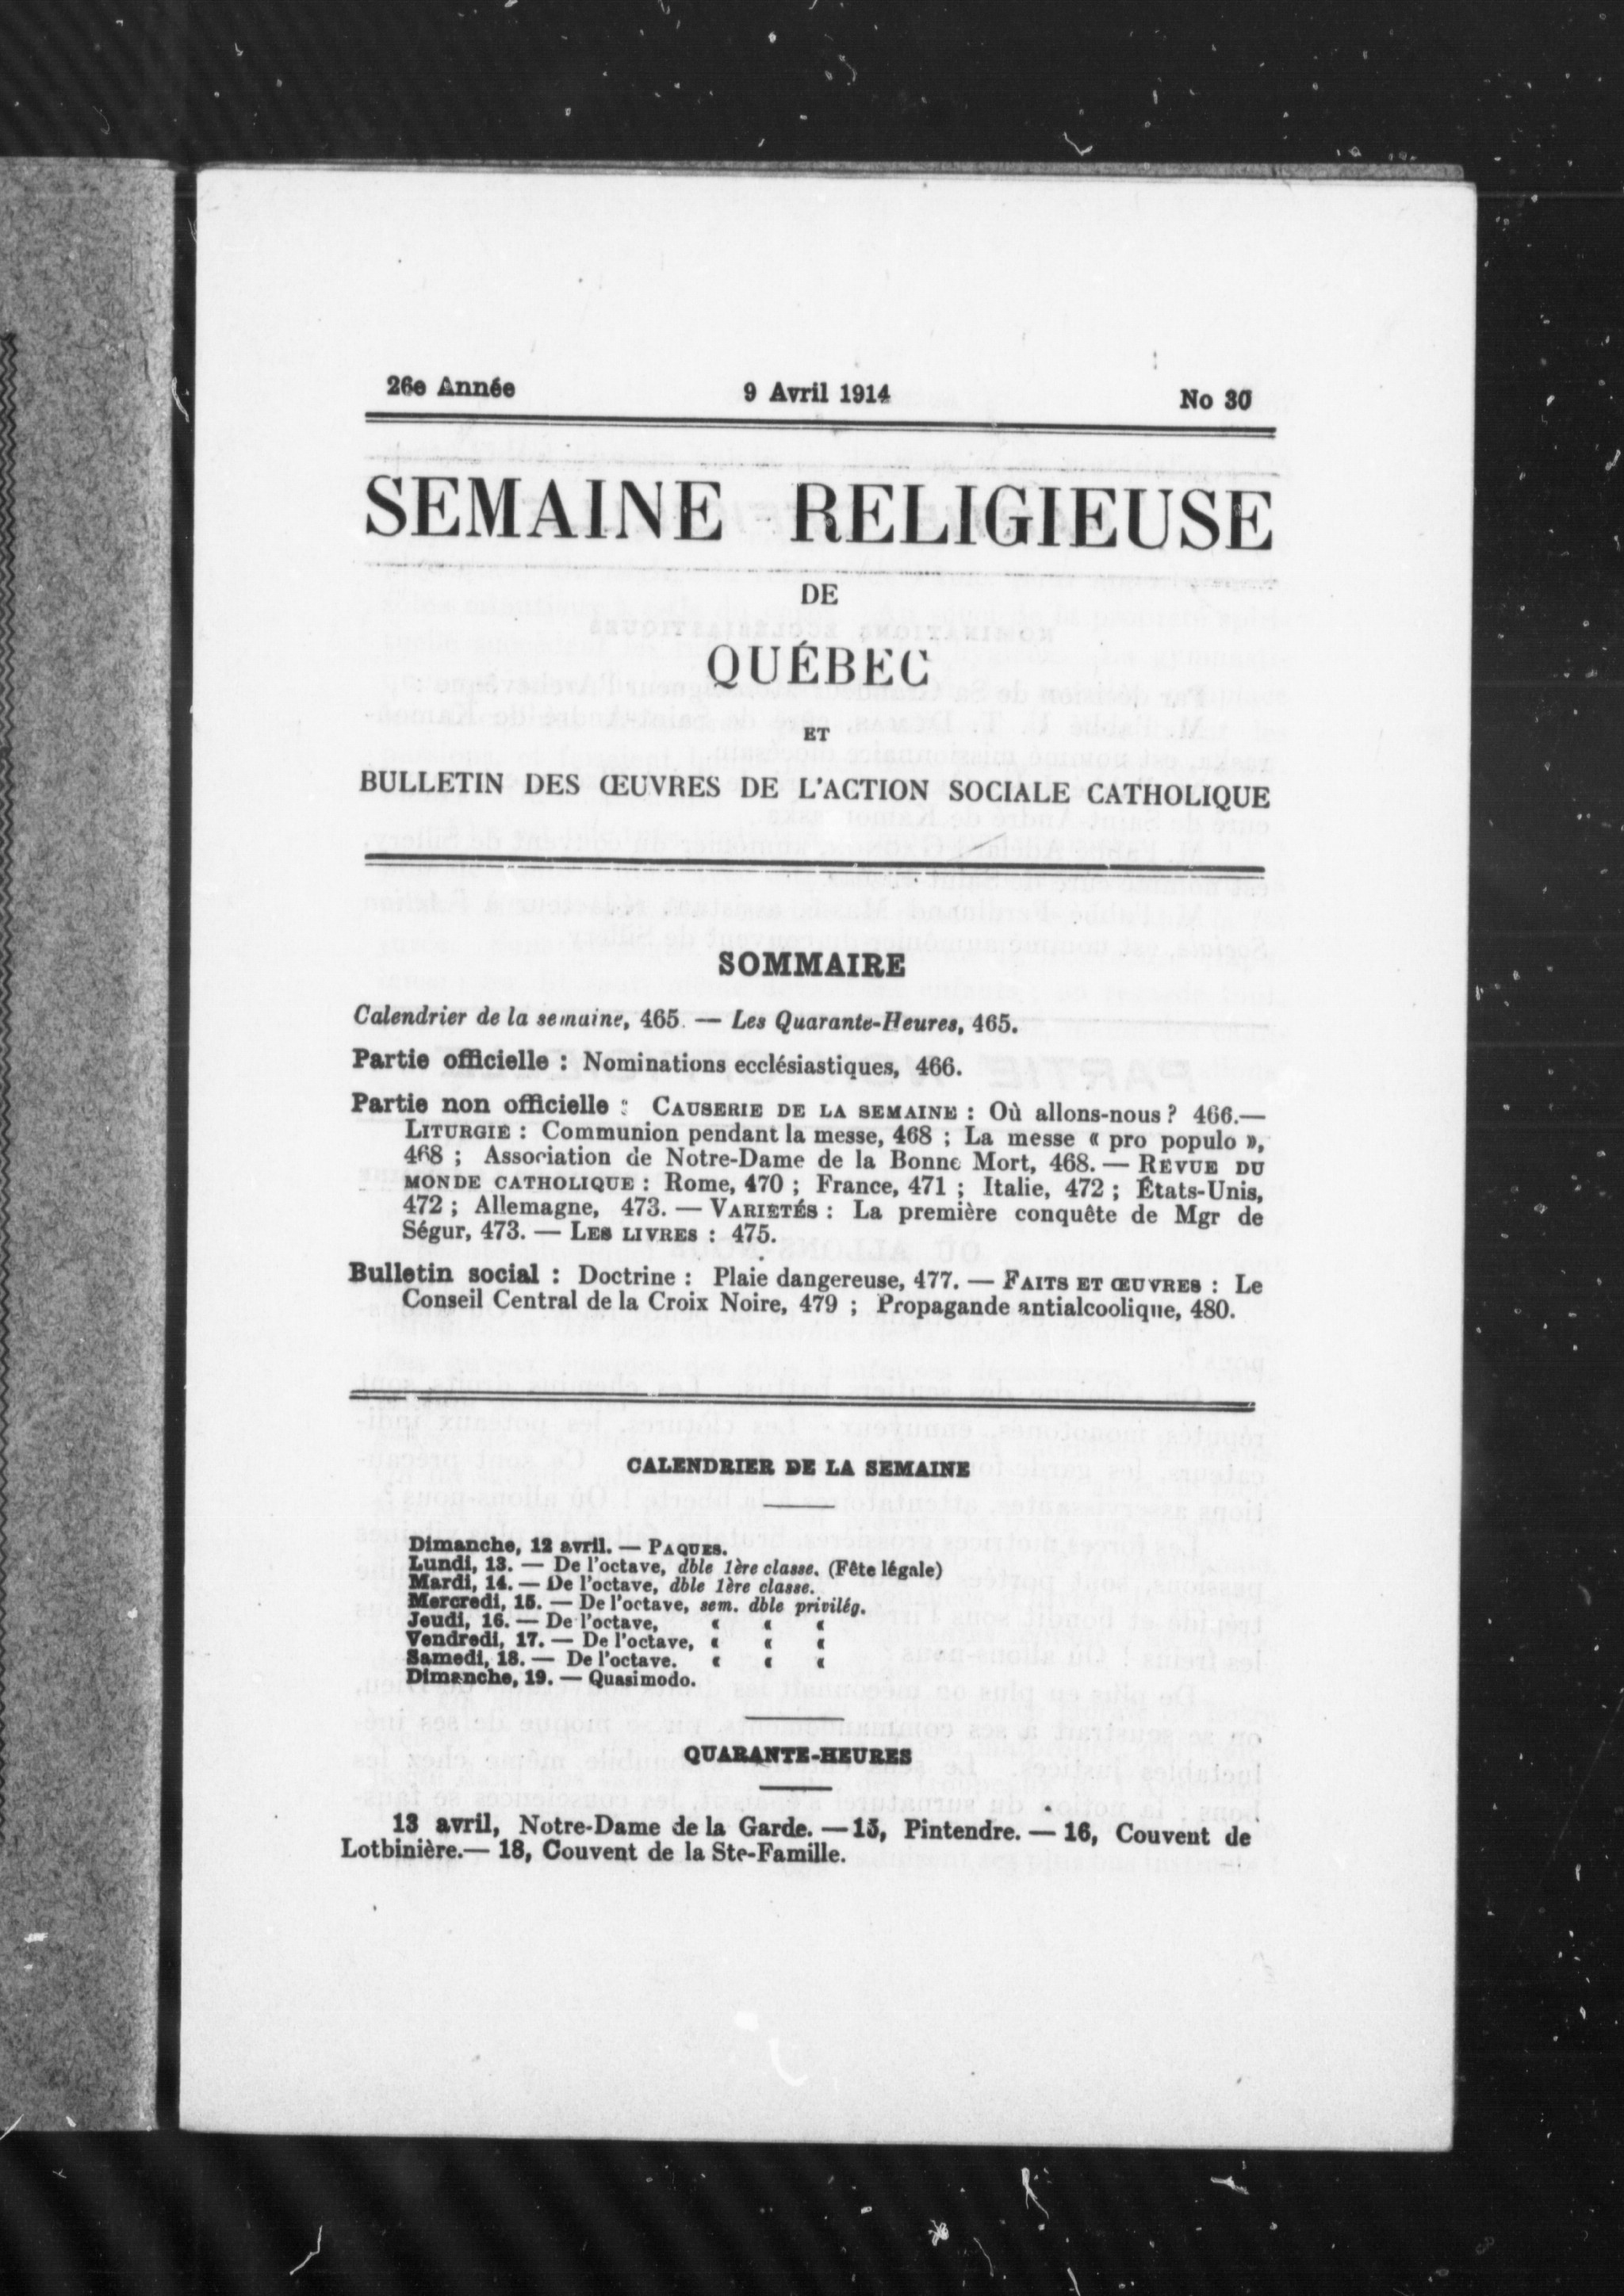 26e Année 9 Avril 1914 No 30
SEMAINE RELIGIEUSE
DE
QUÉBEC
ET
BULLETIN DES ŒUVRES DE L'ACTION SOCIALE CATHOLIQUE
SOMMAIRE
Calendrier de la semaine, 465. — Les Quarante-Heures, 465.
Partie officielle : Nominations ecclésiastiques, 466.
Partie non officielle : CAUSERIE DE LA SEMAINE : Où allons-nous ? 466.—
LITURGIE : Communion pendant la messe, 468 ; La messe « pro populo »,
468 ; Association de Notre-Dame de la Bonne Mort, 468. — REVUE DU
MONDE CATHOLIQUE : Rome, 470 ; France, 471 ; Italie, 472 ; États-Unis,
472 ; Allemagne, 473. — VARIÉTÉS : La première conquête de Mgr de
Ségur, 473. — LES LIVRES : 475.
Bulletin social : Doctrine : Plaie dangereuse, 477. — FAITS ET ŒUVRES : Le
Conseil Central de la Croix Noire, 479 ; Propagande antialcoolique, 480.
CALENDRIER DE LA SEMAINE
Dimanche, 12 avril. — PAQUES.
Lundi, 13. — De l'octave, dble 1ère classe. (Fête légale)
Mardi, 14. — De l'octave, dble 1ère classe.
Mercredi, 15. — De l'octave, sem. dble privilég.
Jeudi, 16. — De l'octave, « « «
Vendredi, 17. — De l'octave, « « «
Samedi, 18. — De l'octave. « « «
Dimanche, 19. — Quasimodo.
QUARANTE-HEURES
13 avril, Notre-Dame de la Garde. — 15, Pintendre. — 16, Couvent de
Lotbinière.— 18, Couvent de la Ste-Famille.